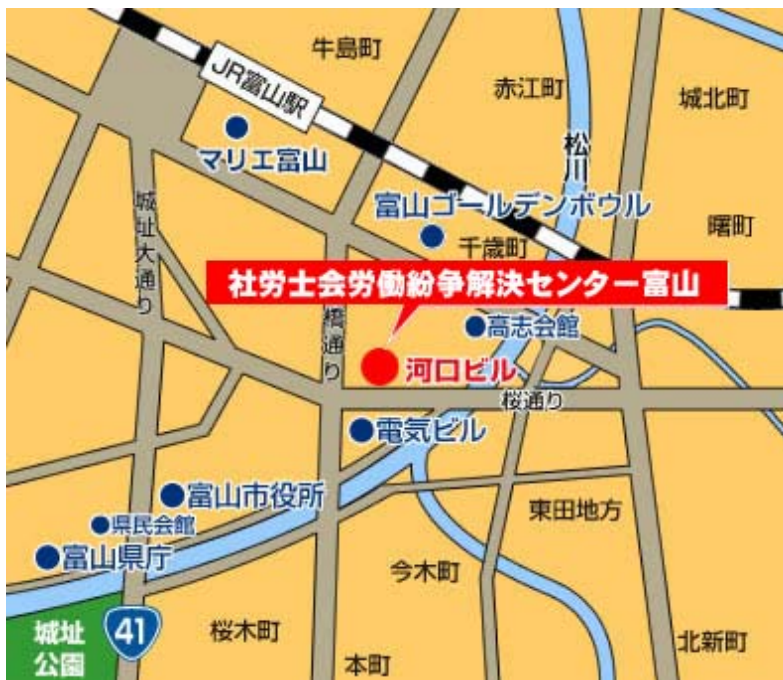 牛島町
JR富山駅
赤江町
城北町
マリエ富山
松川
富山ゴールデンボウル
曙町
城址大通り
千歳町
社労士会労働紛争解決センター富山
橋通り
高志会館
河口ビル
桜通り
電気ビル
富山市役所
東田地方
県民会館
富山県庁
今木町
41
城址
公園
桜木町
北新町
本町